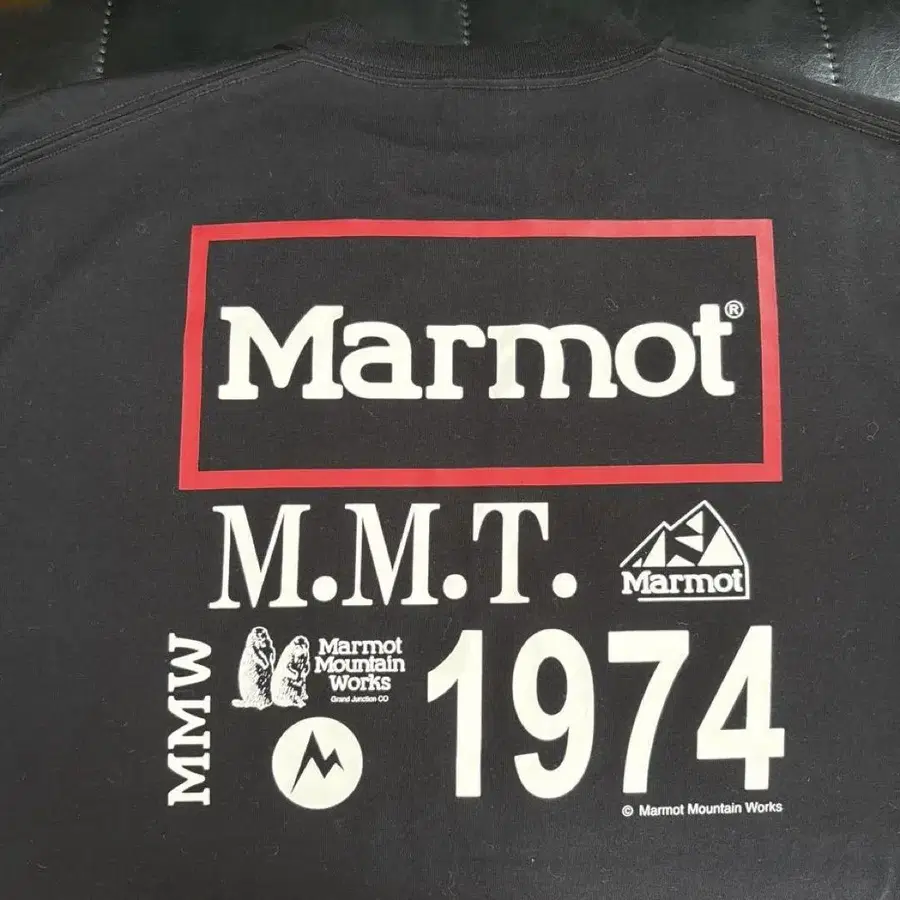 Marmot®
M.M.T.
Marmot
MMW
Marmot
Mountain
Works
Grand Junction CO
1974
© Marmot Mountain Works